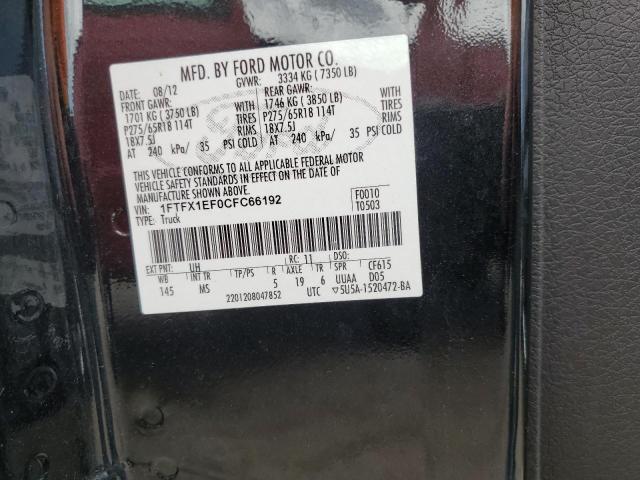 MFD. BY FORD MOTOR CO.
08/12 GVWR: 3334 KG ( 7350 LB)
FRONT GAWR: WITH REAR GAWR: WITH
1701 KG ( 3750 LB) TIRES 1746 KG ( 3850 LB) TIRES
P275/65R18 114T RIMS P275/65R18 114T RIMS
18X7.5J 18X7.5J
AT 240 kPa/ 35 PSI COLD AT 240 kPa/ 35 PSI COLD
THIS VEHICLE CONFORMS TO ALL APPLICABLE FEDERAL MOTOR
VEHICLE SAFETY STANDARDS IN EFFECT ON THE DATE OF
MANUFACTURE SHOWN ABOVE.
VIN: 1FTFX1EF0CFC66192 F0010
TYPE: Truck T0503
EXT PNT: UH RC: 11 DSO:
WB INT TR TP/PS R AXLE TR SPR CF615
145 MS 5 19 6 UUAA D05
2201208047852 UTC ▽5U5A-1520472-BA